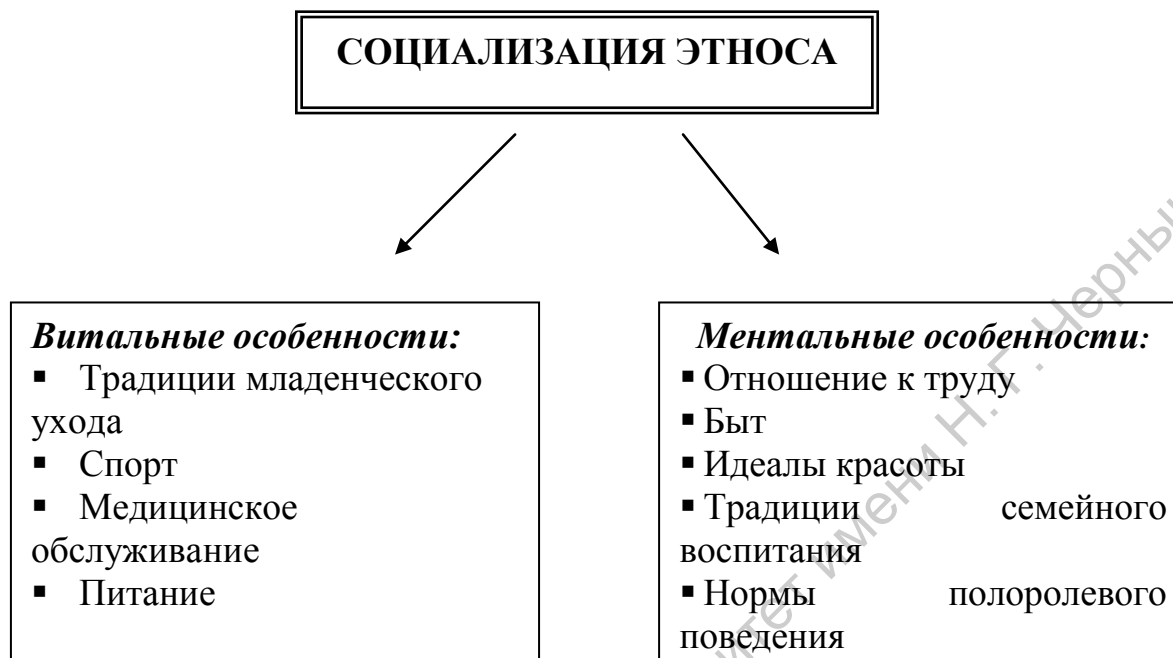 СОЦИАЛИЗАЦИЯ ЭТНОСА
Витальные особенности:
▪ Традиции младенческого
ухода
▪ Спорт
▪ Медицинское
обслуживание
▪ Питание
Ментальные особенности:
▪ Отношение к труду
▪ Быт
▪ Идеалы красоты
▪ Традиции семейного
воспитания
▪ Нормы полоролевого
поведения
имени Н. Г.